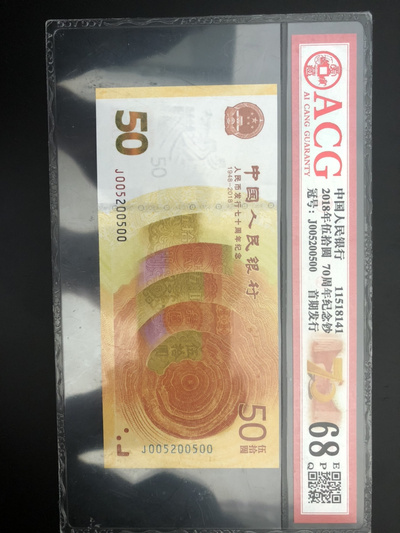 ACG
AI CANG GUARANTY
中国人民银行 11518141
2018年伍拾圆 70周年纪念钞
冠号：J005200500 首期发行
68
E
P
Q
中国人民银行
人民币发行七十周年纪念
1948-2018
50
J005200500
50
50
伍拾圆
J005200500